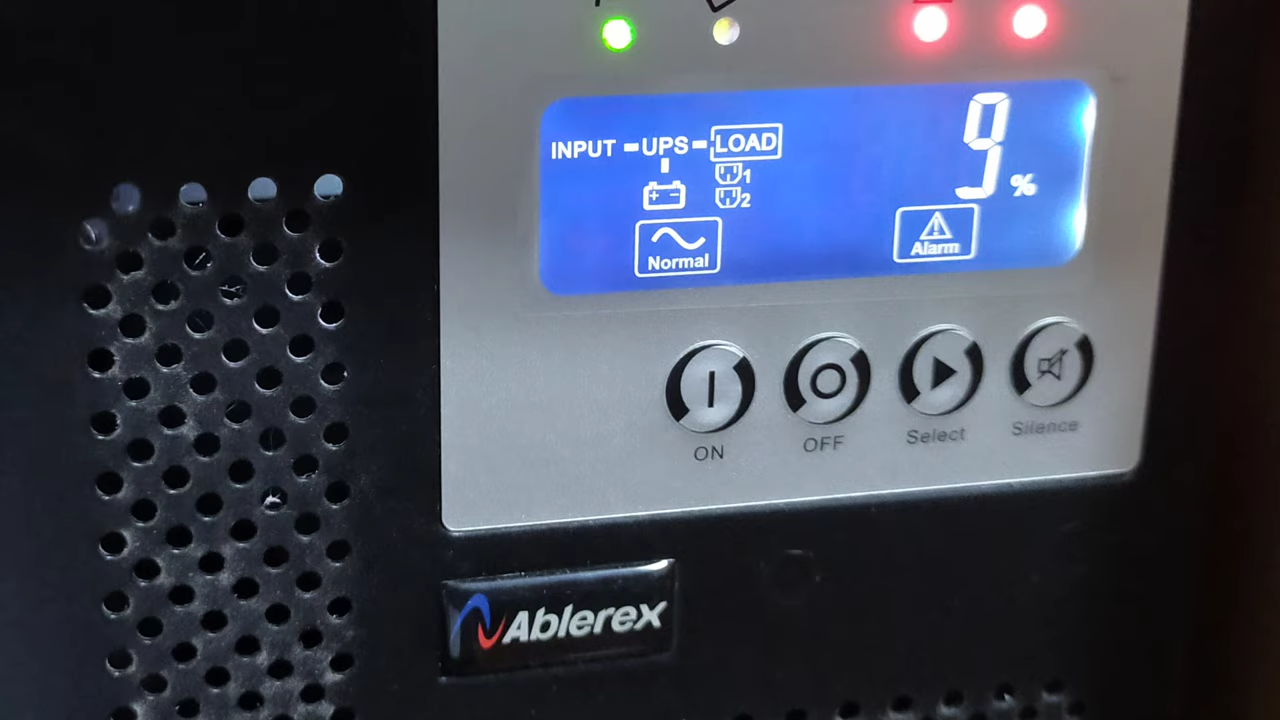 INPUT UPS LOAD
9 %
1
2
Normal
Alarm
ON
OFF
Select
Silence
Ablerex